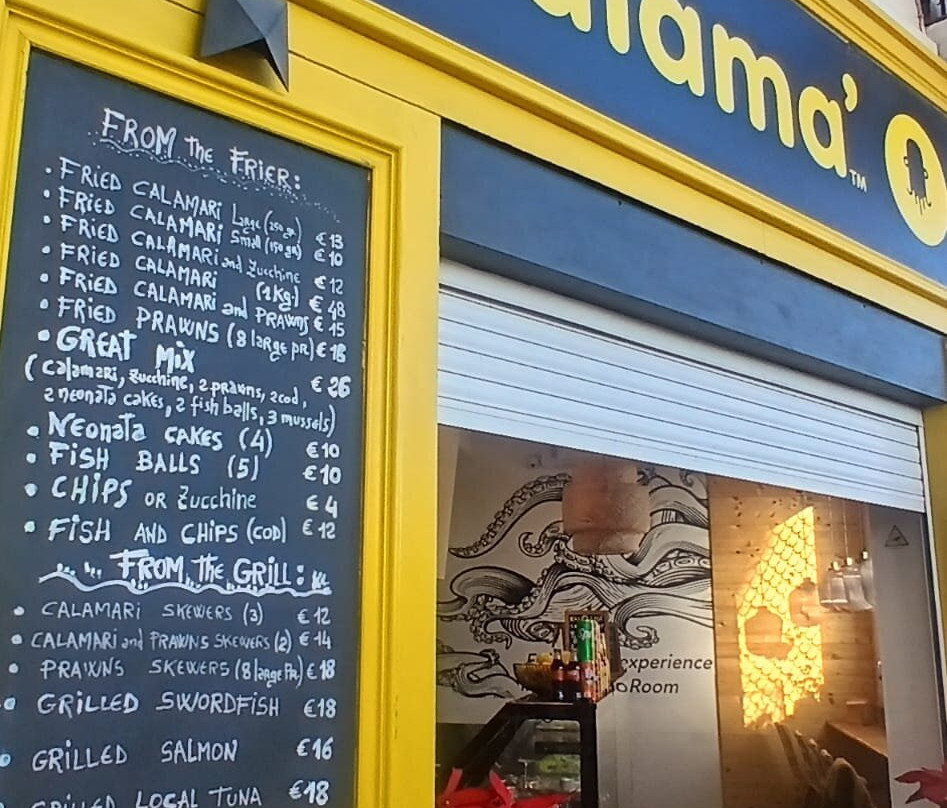 alama' TM
FROM the FRIER:
• FRiED CALAMARi Large (250 gr) €13
• FRiED CALAMARi Small (150 gR) €10
• FRiED CALAMARi and Zucchine €12
• FRiED CALAMARi (1Kg) €48
• FRiED CALAMARi and PRAWNS €15
• FRiED PRAWNS (8 large pR.) €18
• GREAT MiX €26
(calamari, zucchine, 2 prawns, 2 cod,
2 neonata cakes, 2 fish balls, 3 mussels)
• NEonata CAKES (4) €10
• FiSH BALLS (5) €10
• CHiPS OR Zucchine €4
• FiSH AND CHiPS (COD) €12
FROM the GRiLL:
• CALAMARi SKEWERS (3) €12
• CALAMARI and PRAWNS SKEWERS (2) €14
• PRAWNS SKEWERS (8 large PR.) €18
• GRiLLED SWORDFiSH €18
GRiLLED SALMON €16
GRiLLED LOCAL TUNA €18
experience
Room